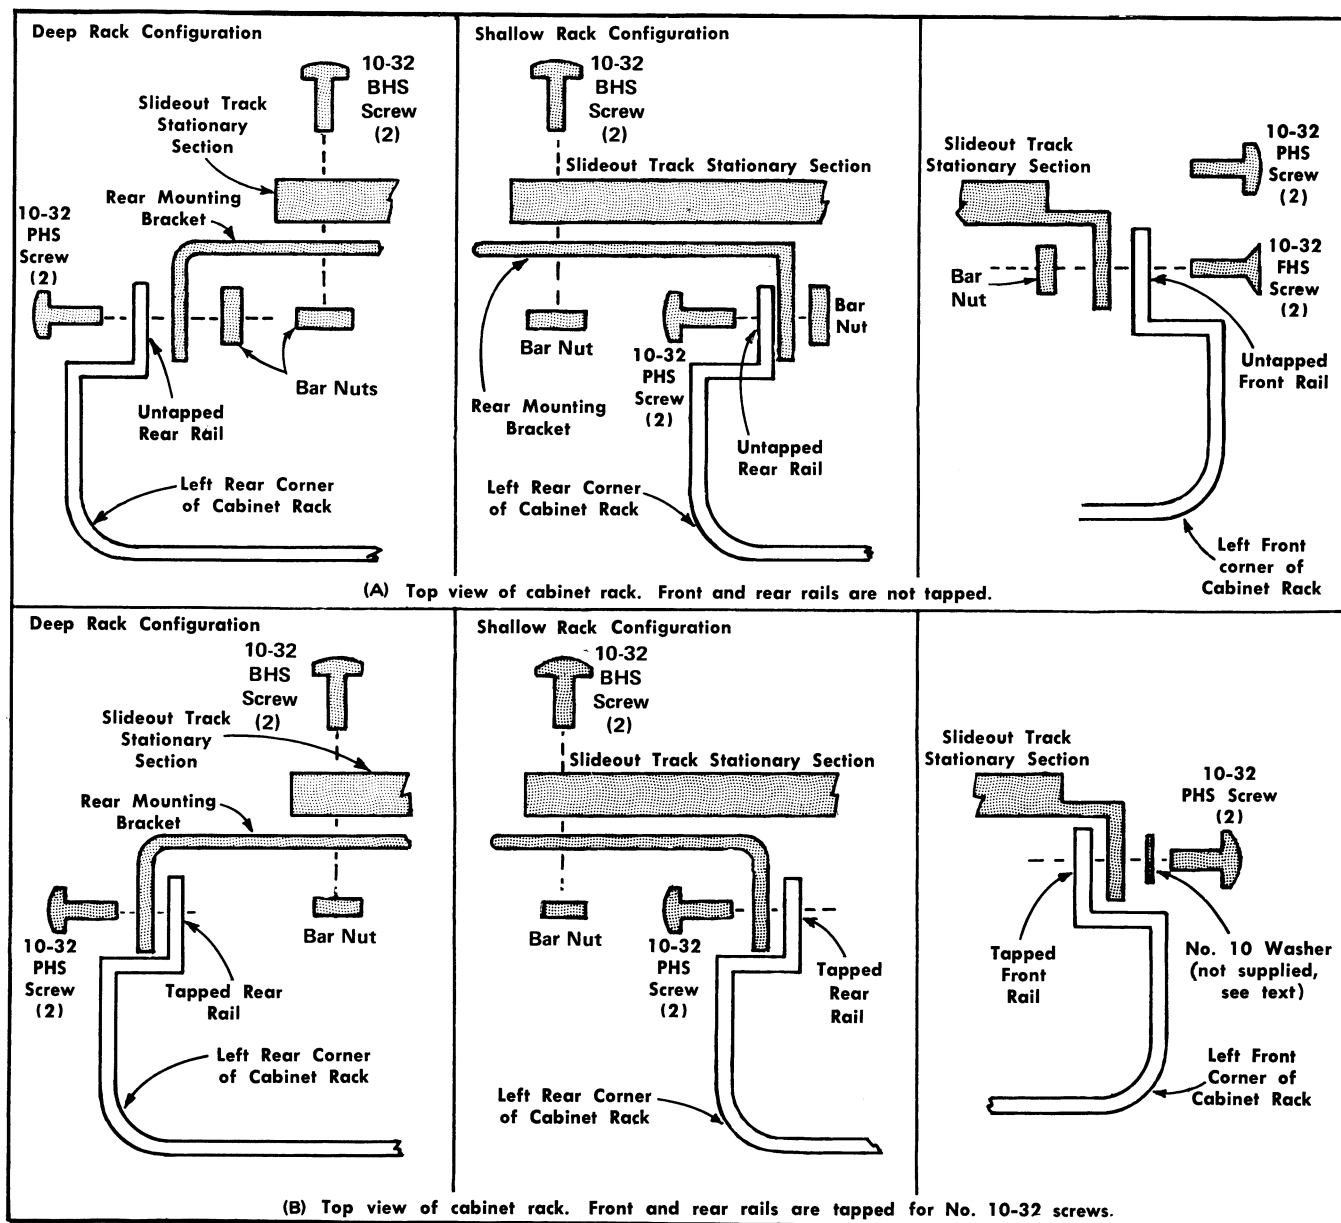 Deep Rack Configuration
10-32
BHS
Screw
(2)
Slideout Track
Stationary
Section
Rear Mounting
Bracket
10-32
PHS
Screw
(2)
Bar Nuts
Untapped
Rear Rail
Left Rear Corner
of Cabinet Rack
Shallow Rack Configuration
10-32
BHS
Screw
(2)
Slideout Track Stationary Section
Bar Nut
10-32
PHS
Screw
(2)
Bar
Nut
Rear Mounting
Bracket
Untapped
Rear Rail
Left Rear Corner
of Cabinet Rack
Slideout Track
Stationary Section
10-32
PHS
Screw
(2)
10-32
FHS
Screw
(2)
Bar
Nut
Untapped
Front Rail
Left Front
corner of
Cabinet Rack
(A) Top view of cabinet rack. Front and rear rails are not tapped.
Deep Rack Configuration
10-32
BHS
Screw
(2)
Slideout Track
Stationary
Section
Rear Mounting
Bracket
10-32
PHS
Screw
(2)
Bar Nut
Tapped Rear
Rail
Left Rear Corner
of Cabinet Rack
Shallow Rack Configuration
10-32
BHS
Screw
(2)
Slideout Track Stationary Section
Bar Nut
10-32
PHS
Screw
(2)
Tapped
Rear
Rail
Left Rear Corner
of Cabinet Rack
Slideout Track
Stationary Section
10-32
PHS Screw
(2)
Tapped
Front
Rail
No. 10 Washer
(not supplied,
see text)
Left Front
Corner of
Cabinet Rack
(B) Top view of cabinet rack. Front and rear rails are tapped for No. 10-32 screws.